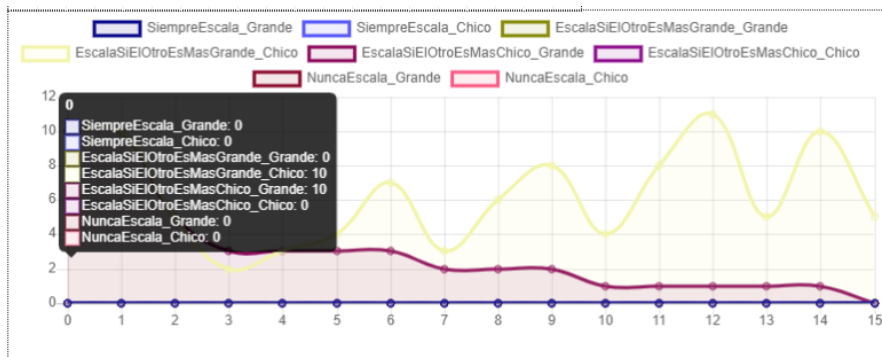 SiempreEscala_Grande SiempreEscala_Chico EscalaSiElOtroEsMasGrande_Grande
EscalaSiElOtroEsMasGrande_Chico EscalaSiElOtroEsMasChico_Grande EscalaSiElOtroEsMasChico_Chico
NuncaEscala_Grande NuncaEscala_Chico
12
0
SiempreEscala_Grande: 0
SiempreEscala_Chico: 0
EscalaSiElOtroEsMasGrande_Grande: 0
EscalaSiElOtroEsMasGrande_Chico: 10
EscalaSiElOtroEsMasChico_Grande: 10
EscalaSiElOtroEsMasChico_Chico: 0
NuncaEscala_Grande: 0
NuncaEscala_Chico: 0
10
8
6
4
2
0
0 1 2 3 4 5 6 7 8 9 10 11 12 13 14 15